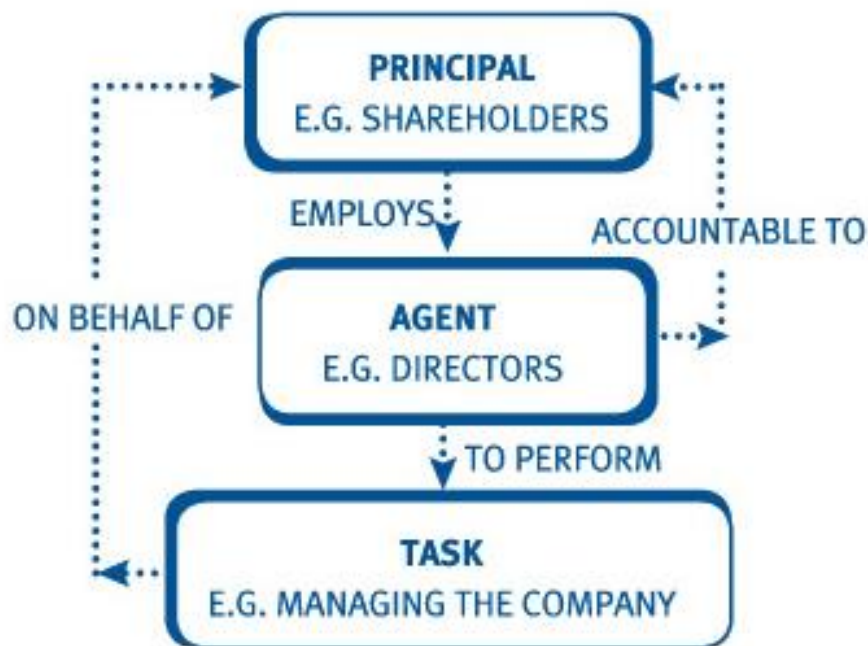 PRINCIPAL
E.G. SHAREHOLDERS
EMPLOYS
ACCOUNTABLE TO
ON BEHALF OF
AGENT
E.G. DIRECTORS
TO PERFORM
TASK
E.G. MANAGING THE COMPANY